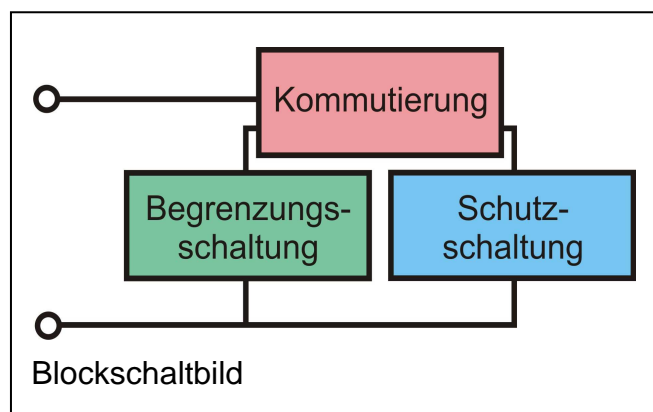 Kommutierung
Begrenzungs-
schaltung
Schutz-
schaltung
Blockschaltbild